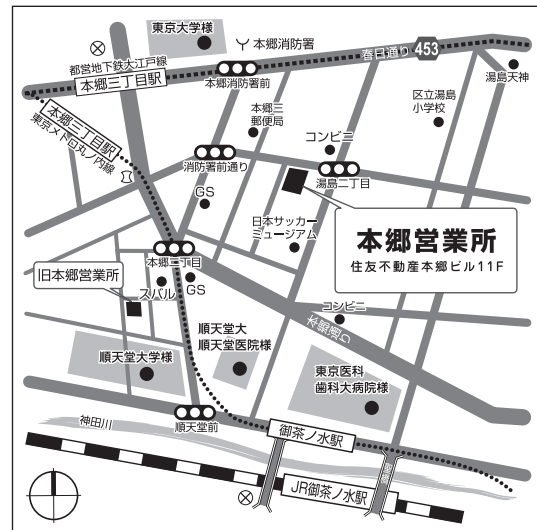 東京大学様
本郷消防署
春日通り
453
都営地下鉄大江戸線
本郷三丁目駅
本郷消防署前
湯島天神
本郷三
郵便局
区立湯島
小学校
本郷三丁目駅
東京メトロ丸ノ内線
コンビニ
消防署前通り
湯島二丁目
GS
日本サッカー
ミュージアム
本郷営業所
住友不動産本郷ビル11F
本郷二丁目
旧本郷営業所
スバル
GS
コンビニ
本郷通り
順天堂大
順天堂医院様
順天堂大学様
東京医科
歯科大病院様
順天堂前
神田川
御茶ノ水駅
JR御茶ノ水駅